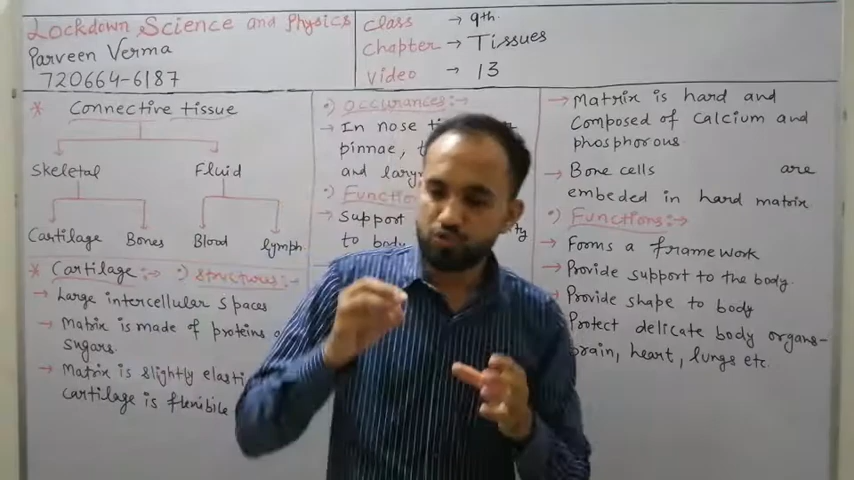 Lockdown Science and Physics
Parveen Verma
720664-6187
Class → 9th.
Chapter → Tissues
Video → 13
* Connective tissue
Skeletal Fluid
Cartilage Bones Blood lymph.
* Cartilage :→ •) structures:→
→ Large intercellular spaces
→ Matrix is made of proteins
sugars.
→ Matrix is slightly elasti
cartilage is flexibile
•) Occurances:→
→ In nose
pinnae,
and lary
•) Function
→ Support
to body
→ Matrix is hard and
composed of calcium and
phosphorous.
→ Bone cells are
embeded in hard matrix
•) Functions:→
→ Forms a framework
→ Provide support to the body.
→ Provide shape to body
Protect delicate body organs-
brain, heart, lungs etc.